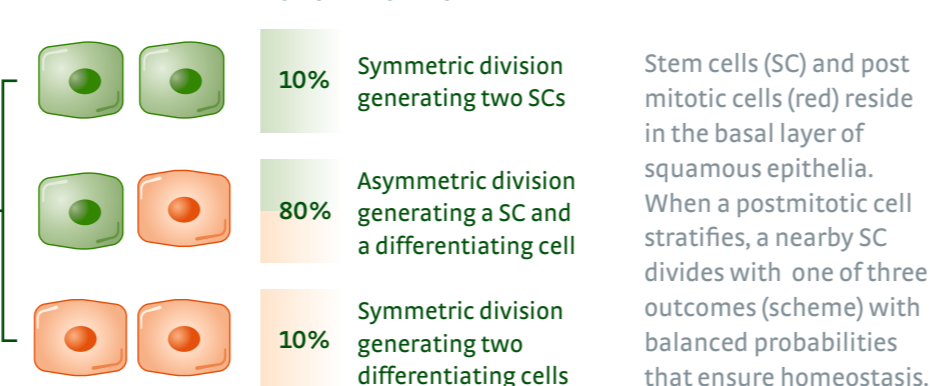 10%
Symmetric division
generating two SCs
80%
Asymmetric division
generating a SC and
a differentiating cell
10%
Symmetric division
generating two
differentiating cells
Stem cells (SC) and post
mitotic cells (red) reside
in the basal layer of
squamous epithelia.
When a postmitotic cell
stratifies, a nearby SC
divides with one of three
outcomes (scheme) with
balanced probabilities
that ensure homeostasis.